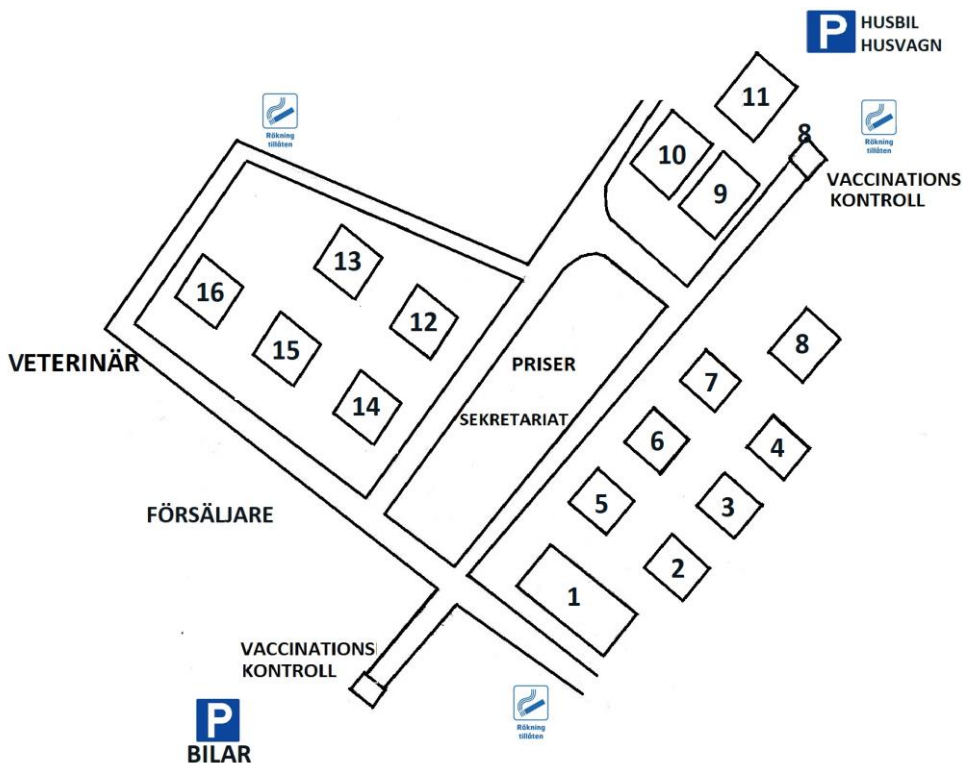 P HUSBIL
HUSVAGN
11
Rökning
tillåten
Rökning
tillåten
8
10
9
VACCINATIONS
KONTROLL
13
16
12
15
8
VETERINÄR
PRISER
7
14
SEKRETARIAT
6
4
5
3
FÖRSÄLJARE
2
1
VACCINATIONS
KONTROLL
Rökning
tillåten
P
BILAR